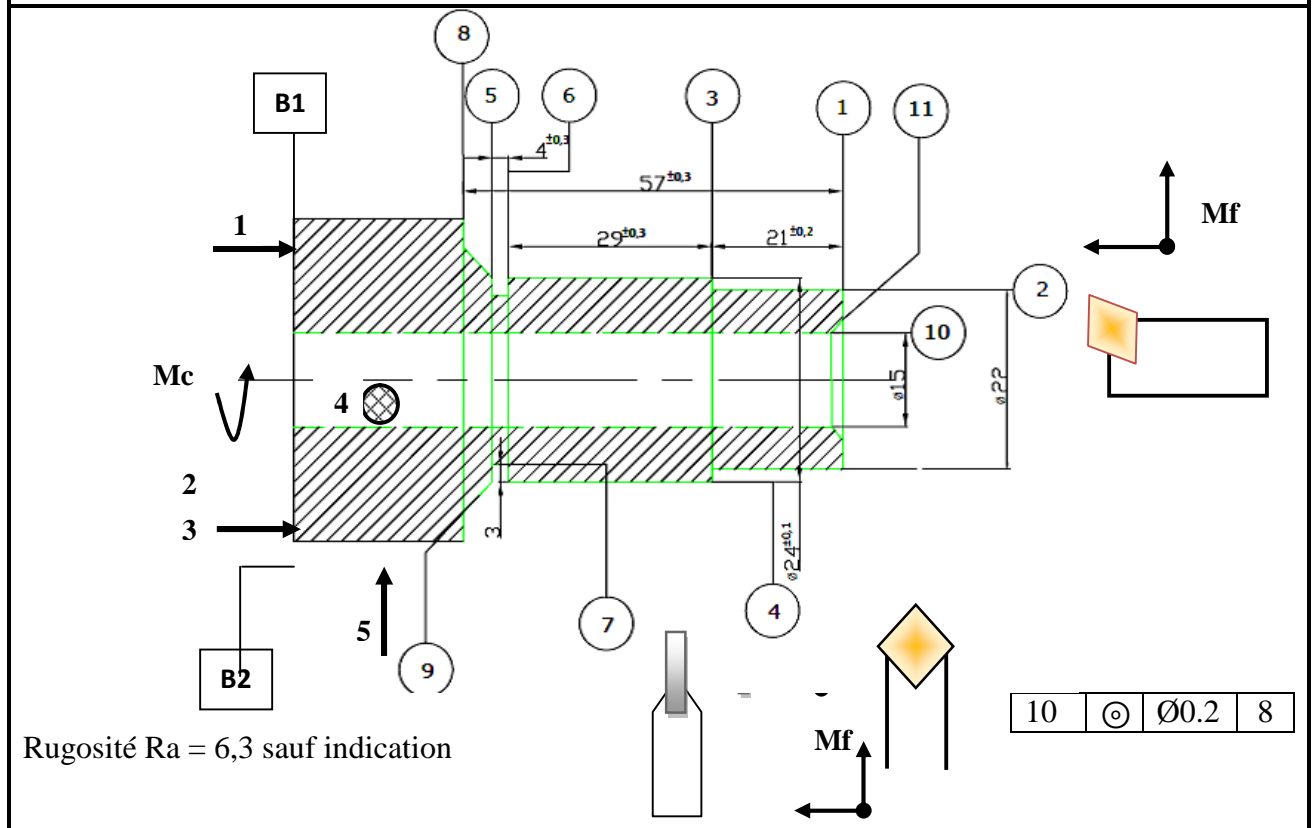 8
5
6
3
1
11
B1
4±0,3
57±0,3
Mf
1
29±0,3
21±0,2
2
10
Mc
4
ø15
ø22
2
3
3
ø24±0,1
4
7
5
9
B2
10 ◎ Ø0.2 8
Mf
Rugosité Ra = 6,3 sauf indication